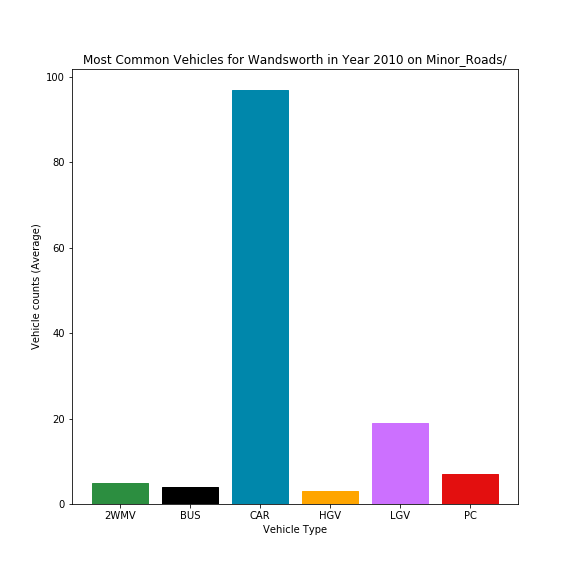 Most Common Vehicles for Wandsworth in Year 2010 on Minor_Roads/
Vehicle counts (Average)
100
80
60
40
20
0
2WMV BUS CAR HGV LGV PC
Vehicle Type